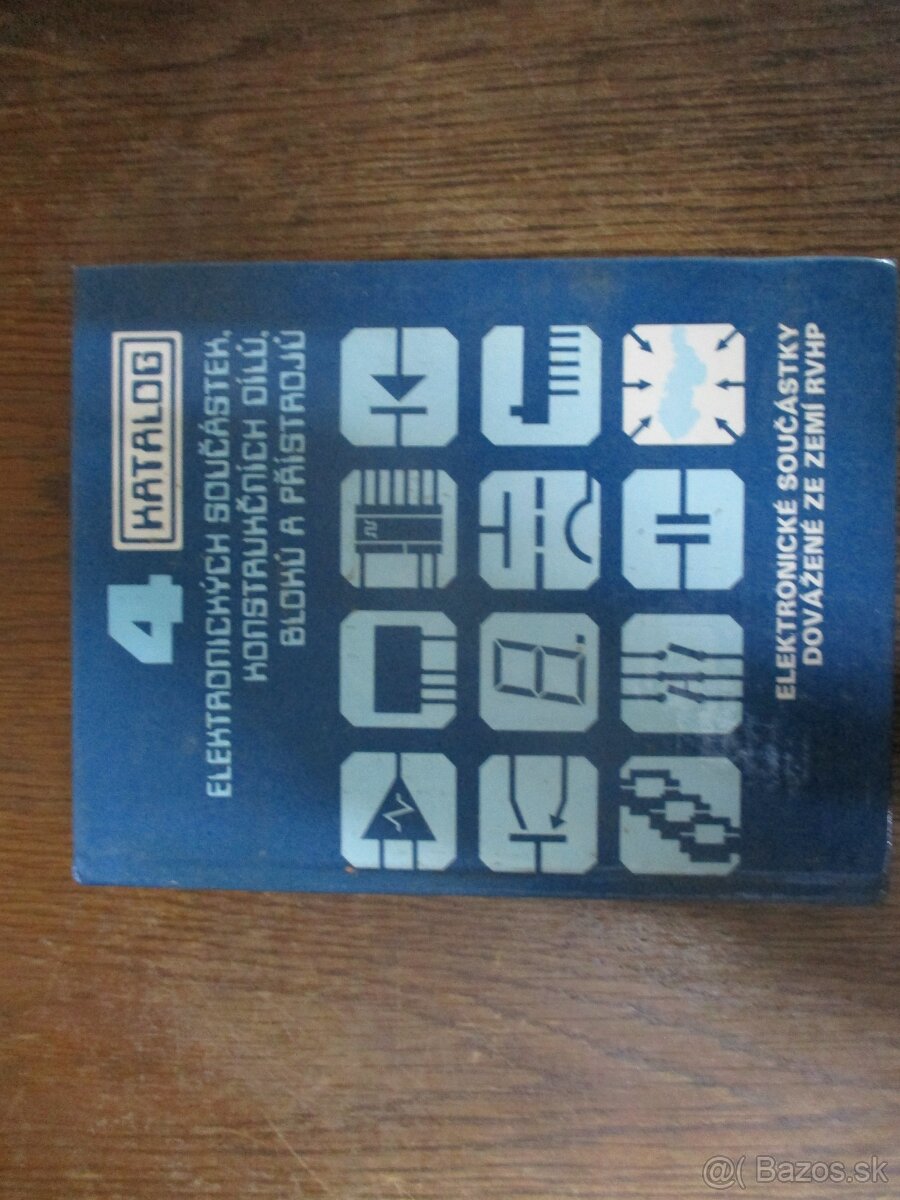 4 KATALOG
ELEKTRONICKÝCH SOUČÁSTEK,
KONSTRUKČNÍCH DÍLŮ,
BLOKŮ A PŘÍSTROJŮ
ELEKTRONICKÉ SOUČÁSTKY
DOVÁŽENÉ ZE ZEMÍ RVHP
@( Bazos.sk